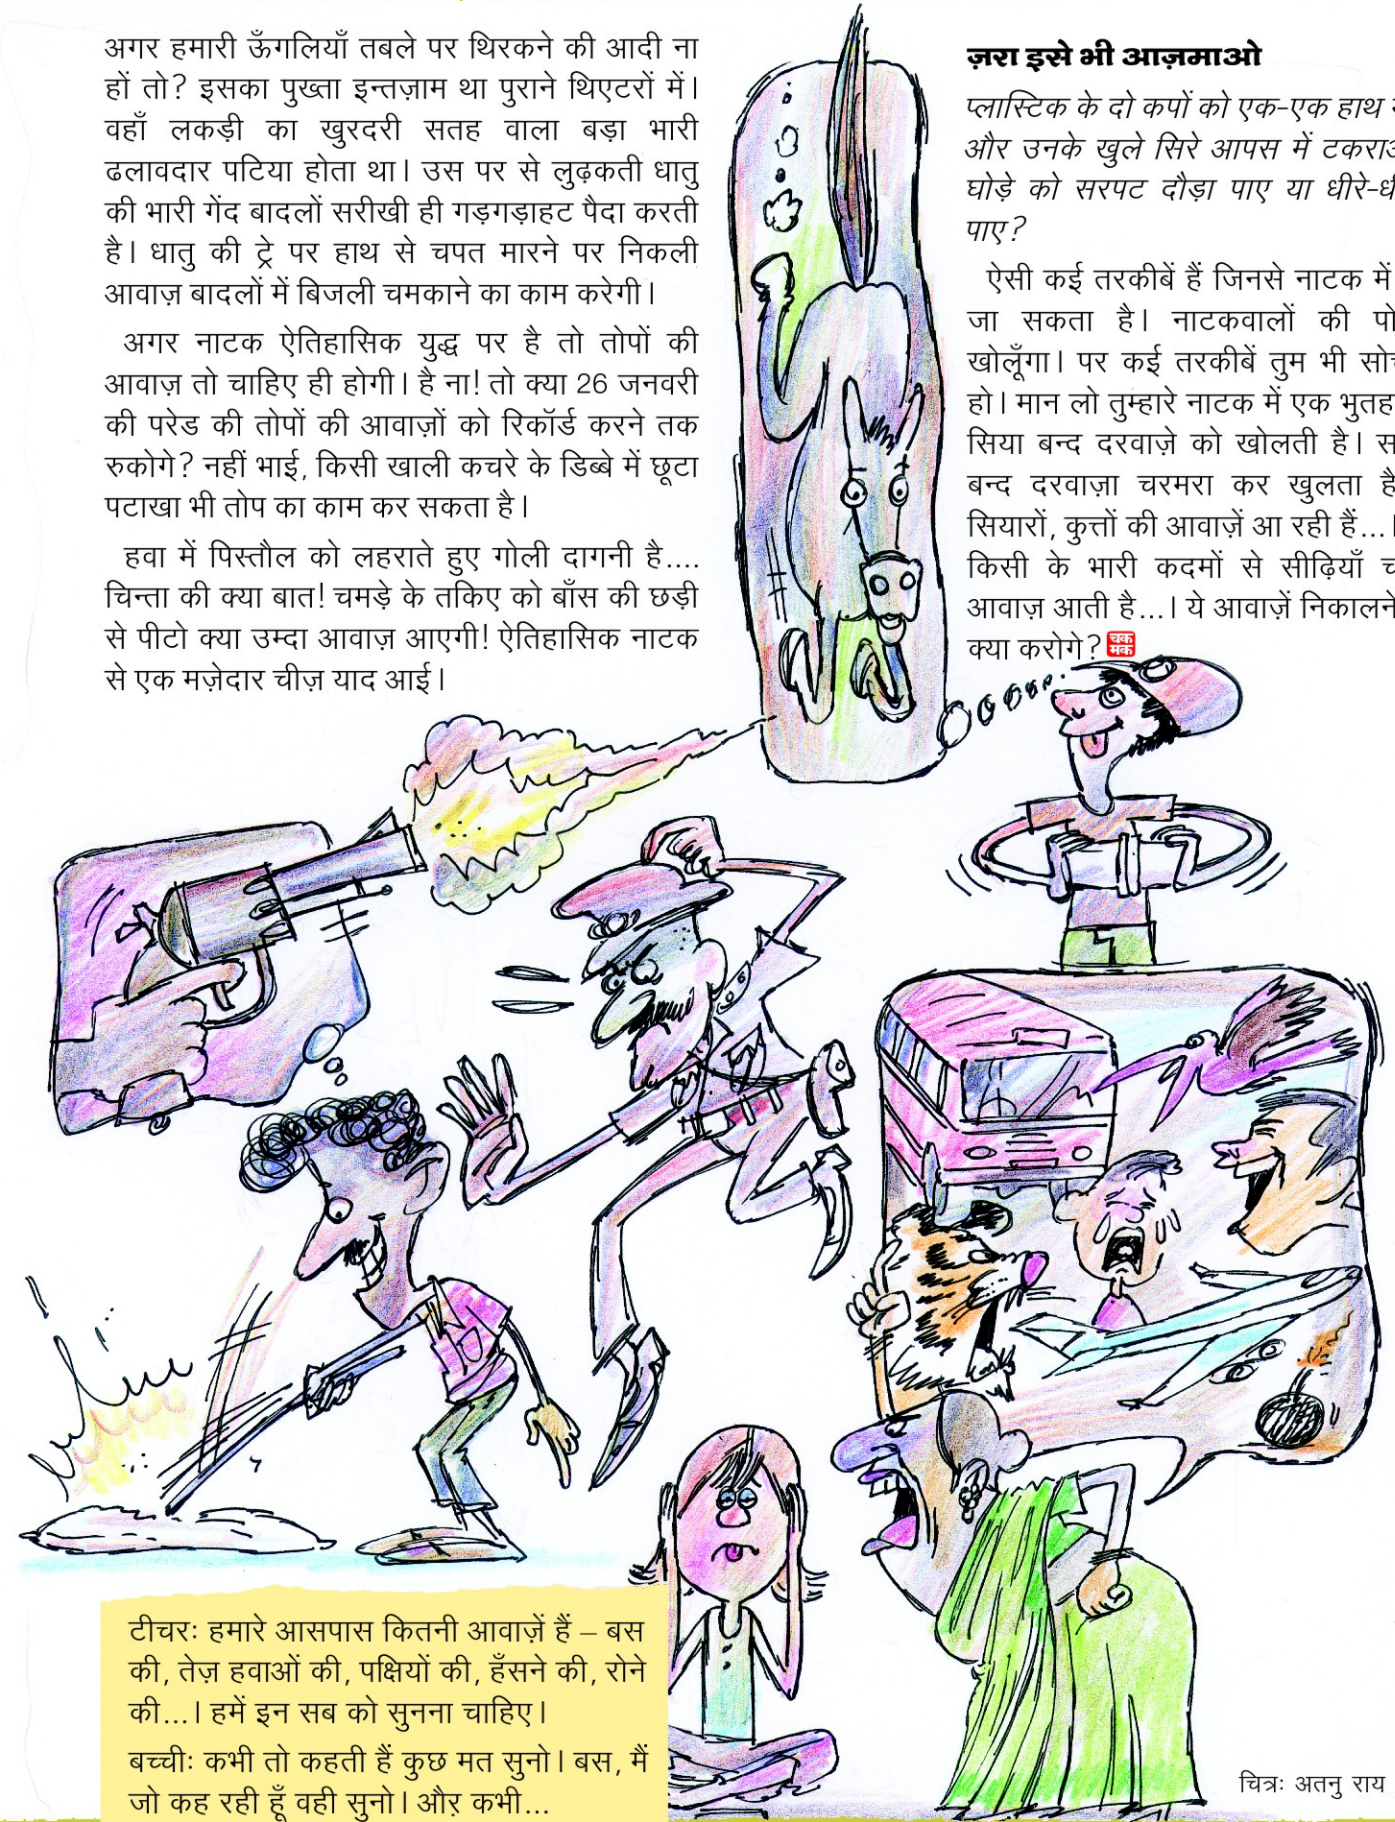 अगर हमारी ऊँगलियाँ तबले पर थिरकने की आदी ना
हों तो? इसका पुख्ता इन्तज़ाम था पुराने थिएटरों में।
वहाँ लकड़ी का खुरदरी सतह वाला बड़ा भारी
ढलावदार पटिया होता था। उस पर से लुढ़कती धातु
की भारी गेंद बादलों सरीखी ही गड़गड़ाहट पैदा करती
है। धातु की ट्रे पर हाथ से चपत मारने पर निकली
आवाज़ बादलों में बिजली चमकाने का काम करेगी।
अगर नाटक ऐतिहासिक युद्ध पर है तो तोपों की
आवाज़ तो चाहिए ही होगी। है ना! तो क्या 26 जनवरी
की परेड की तोपों की आवाज़ों को रिकॉर्ड करने तक
रुकोगे? नहीं भाई, किसी खाली कचरे के डिब्बे में छूटा
पटाखा भी तोप का काम कर सकता है।
हवा में पिस्तौल को लहराते हुए गोली दागनी है....
चिन्ता की क्या बात! चमड़े के तकिए को बाँस की छड़ी
से पीटो क्या उम्दा आवाज़ आएगी! ऐतिहासिक नाटक
से एक मज़ेदार चीज़ याद आई।
ज़रा इसे भी आज़माओ
प्लास्टिक के दो कपों को एक-एक हाथ
और उनके खुले सिरे आपस में
घोड़े को सरपट दौड़ा पाए या
पाए?
ऐसी कई तरकीबें हैं जिनसे नाटक में
जा सकता है। नाटकवालों की
खोलूँगा। पर कई तरकीबें तुम भी
हो। मान लो तुम्हारे नाटक में एक
सिया बन्द दरवाज़े को खोलती है।
बन्द दरवाज़ा चरमरा कर खुलता
सियारों, कुत्तों की आवाज़ें आ रही हैं...।
किसी के भारी कदमों से सीढ़ियाँ
आवाज़ आती है...। ये आवाज़ें
क्या करोगे? चक
मक
टीचरः हमारे आसपास कितनी आवाज़ें हैं – बस
की, तेज़ हवाओं की, पक्षियों की, हँसने की, रोने
की...। हमें इन सब को सुनना चाहिए।
बच्चीः कभी तो कहती हैं कुछ मत सुनो। बस, मैं
जो कह रही हूँ वही सुनो। और कभी...
चित्रः अतनु राय